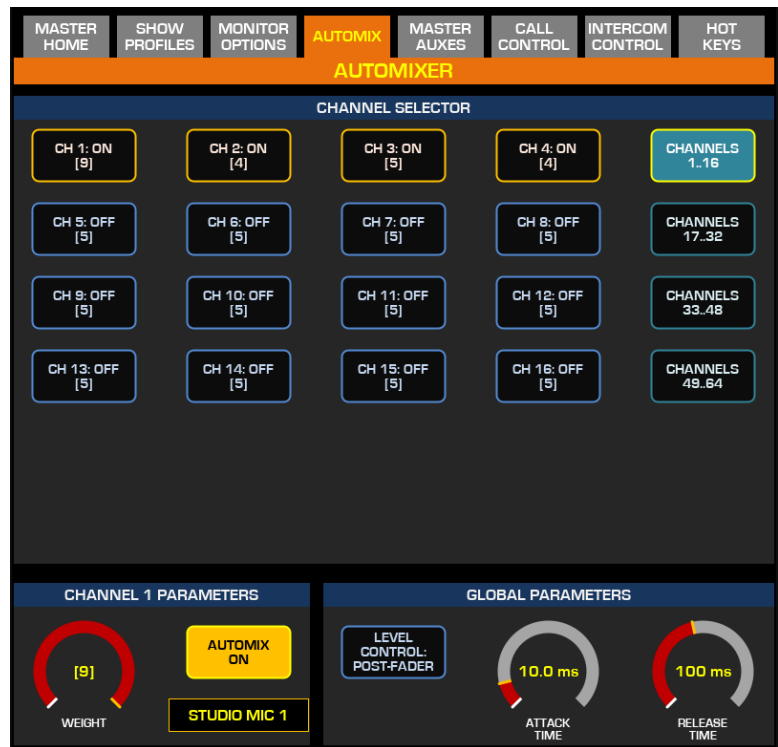 MASTER HOME SHOW PROFILES MONITOR OPTIONS AUTOMIX MASTER AUXES CALL CONTROL INTERCOM CONTROL HOT KEYS
AUTOMIXER
CHANNEL SELECTOR
CH 1: ON CH 2: ON CH 3: ON CH 4: ON CHANNELS
[9] [4] [5] [4] 1..16
CH 5: OFF CH 6: OFF CH 7: OFF CH 8: OFF CHANNELS
[5] [5] [5] [5] 17..32
CH 9: OFF CH 10: OFF CH 11: OFF CH 12: OFF CHANNELS
[5] [5] [5] [5] 33..48
CH 13: OFF CH 14: OFF CH 15: OFF CH 16: OFF CHANNELS
[5] [5] [5] [5] 49..64
CHANNEL 1 PARAMETERS
[9]
WEIGHT
AUTOMIX
ON
STUDIO MIC 1
GLOBAL PARAMETERS
LEVEL
CONTROL:
POST-FADER
10.0 ms
ATTACK
TIME
100 ms
RELEASE
TIME